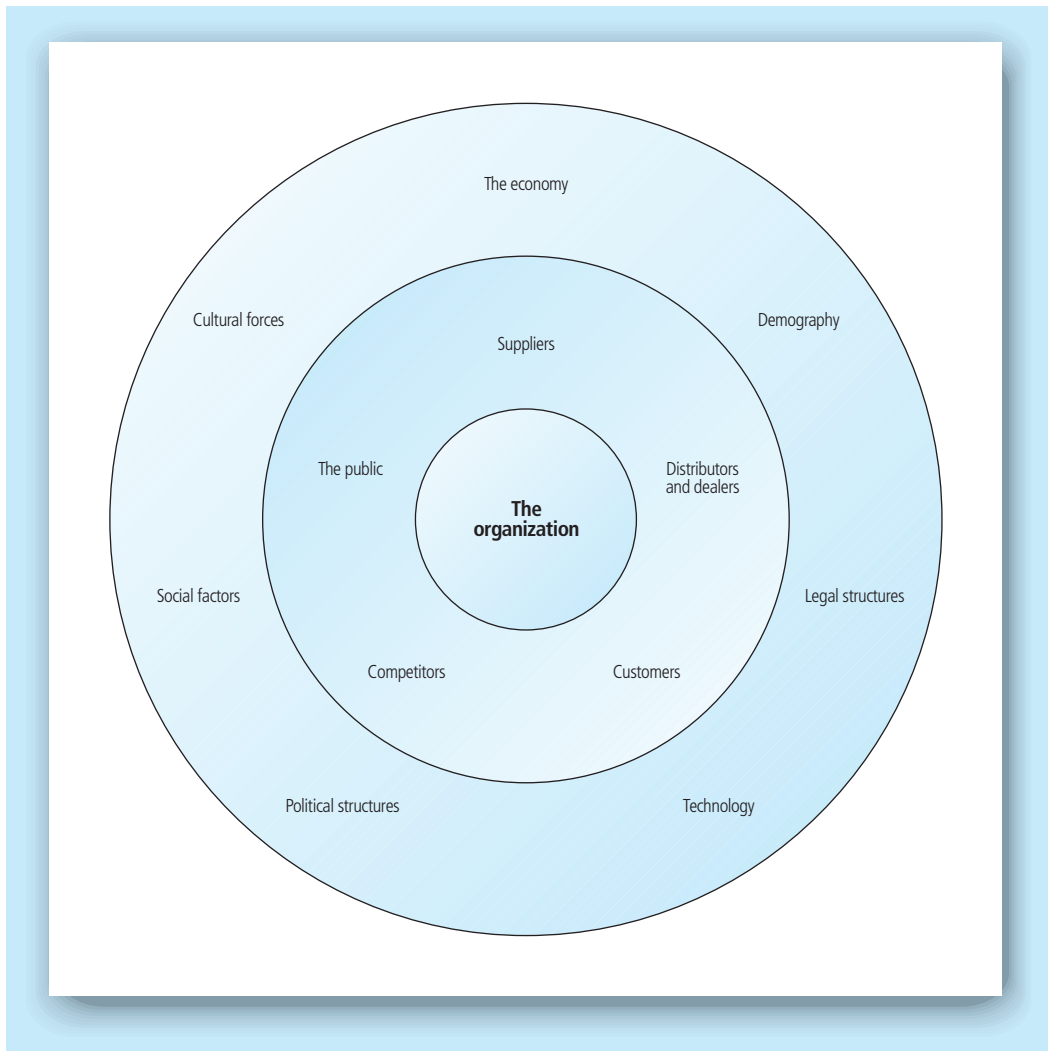 The economy
Cultural forces
Demography
Suppliers
The public
Distributors
and dealers
The
organization
Social factors
Legal structures
Competitors
Customers
Political structures
Technology